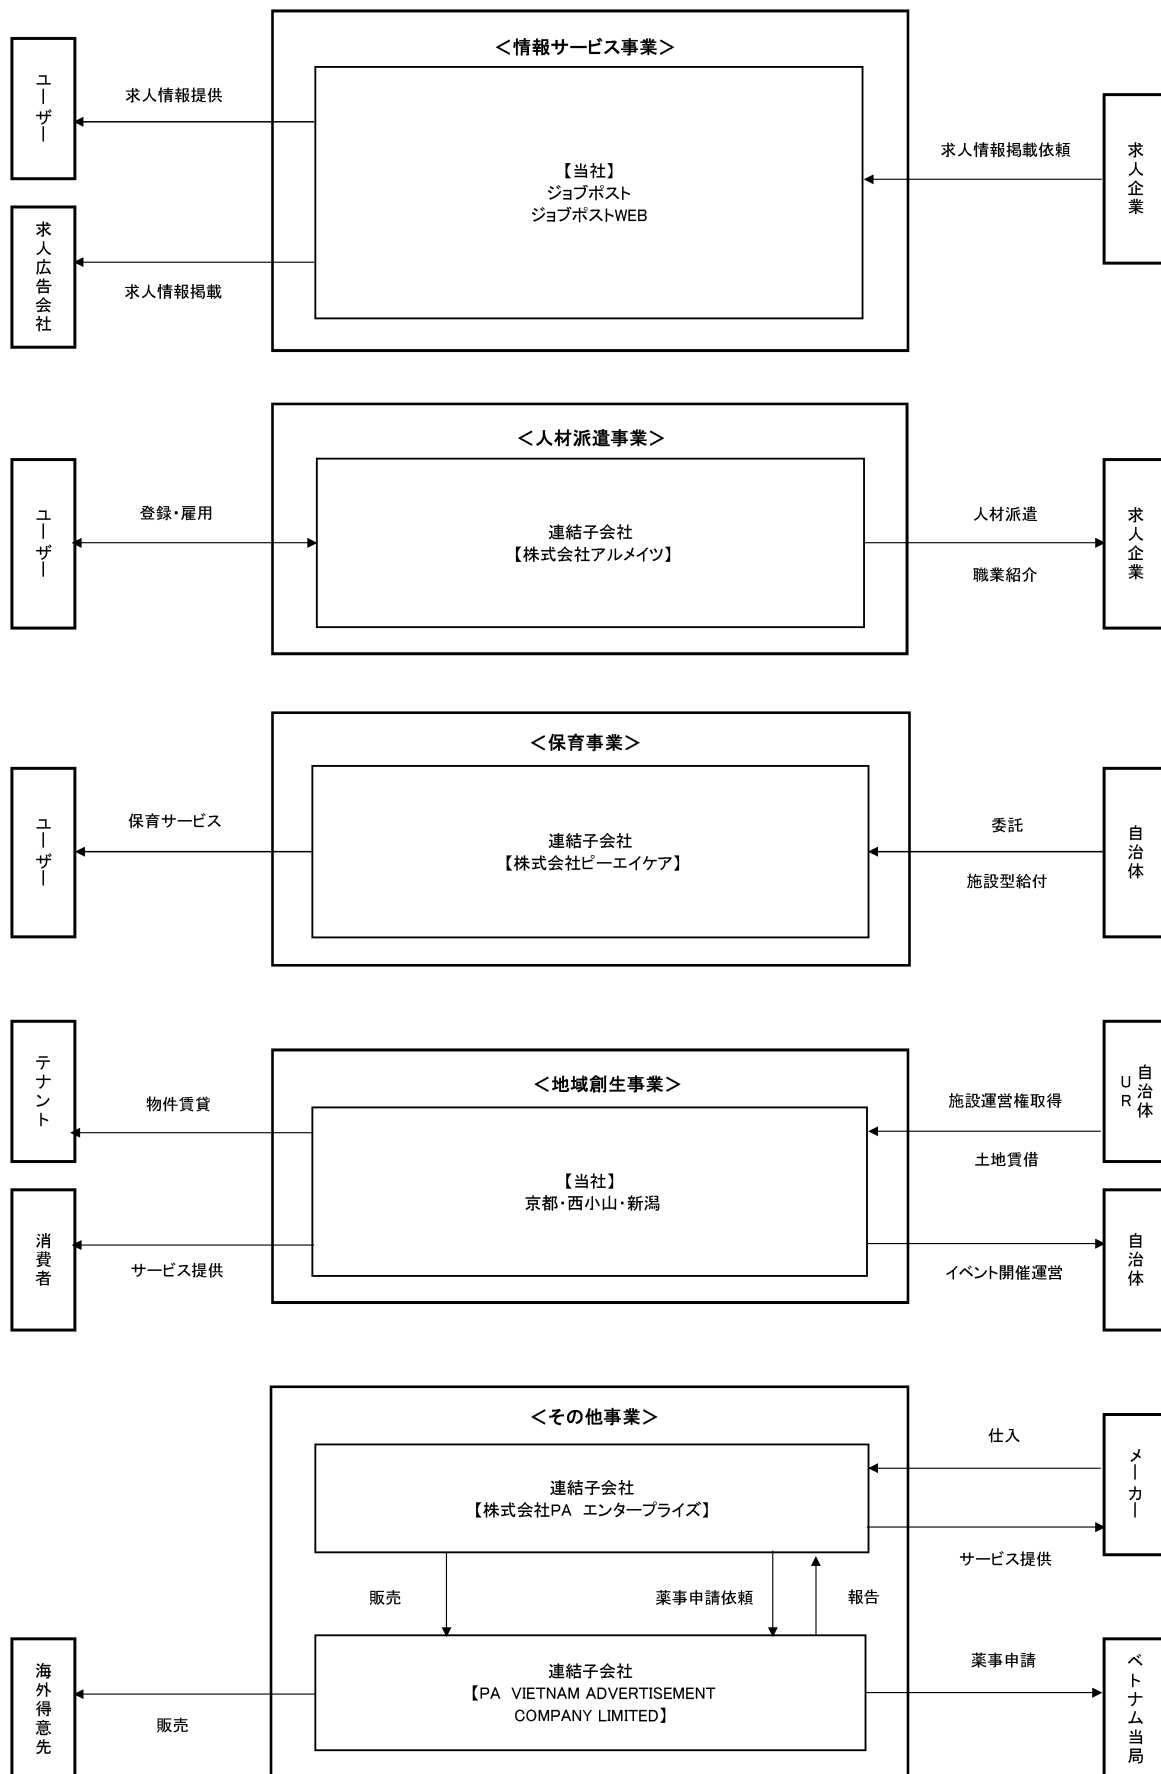 ＜情報サービス事業＞
ユーザー
求人情報提供
求人広告会社
求人情報掲載
【当社】
ジョブポスト
ジョブポストWEB
求人情報掲載依頼
求人企業
＜人材派遣事業＞
ユーザー
登録・雇用
連結子会社
【株式会社アルメイツ】
人材派遣
職業紹介
求人企業
＜保育事業＞
ユーザー
保育サービス
連結子会社
【株式会社ピーエイケア】
委託
施設型給付
自治体
＜地域創生事業＞
テナント
物件賃貸
消費者
サービス提供
【当社】
京都・西小山・新潟
施設運営権取得
土地賃借
自治体
UR
イベント開催運営
自治体
＜その他事業＞
連結子会社
【株式会社PA　エンタープライズ】
仕入
サービス提供
メーカー
販売
薬事申請依頼
報告
海外得意先
販売
連結子会社
【PA　VIETNAM ADVERTISEMENT
COMPANY LIMITED】
薬事申請
ベトナム当局